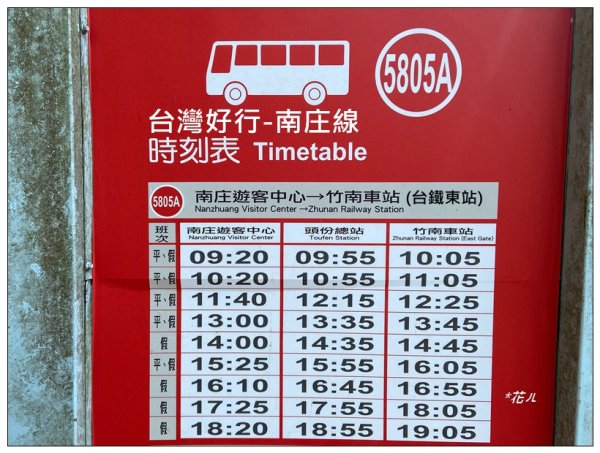 5805A
台灣好行-南庄線
時刻表 Timetable
5805A 南庄遊客中心→竹南車站 (台鐵東站)
Nanzhuang Visitor Center →Zhunan Railway Station
班次 南庄遊客中心 頭份總站 竹南車站
Nanzhuang Visitor Center Toufen Station Zhunan Railway Station (East Gate)
平、假 09:20 09:55 10:05
平、假 10:20 10:55 11:05
平、假 11:40 12:15 12:25
平、假 13:00 13:35 13:45
假 14:00 14:35 14:45
平、假 15:25 15:55 16:05
假 16:10 16:45 16:55
假 17:25 17:55 18:05
假 18:20 18:55 19:05
*花儿